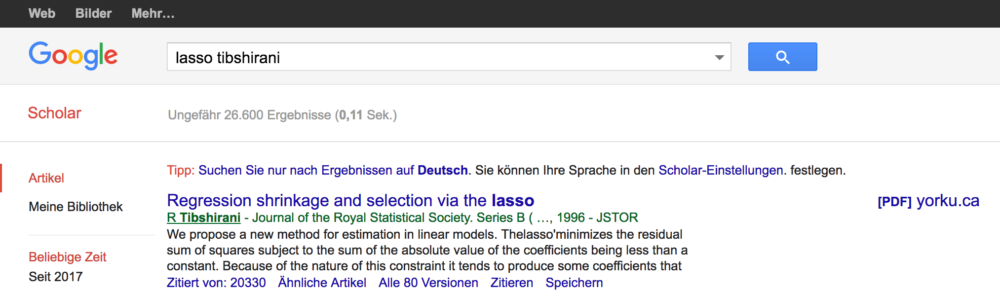 Web Bilder Mehr…
Google
lasso tibshirani
Scholar
Ungefähr 26.600 Ergebnisse (0,11 Sek.)
Artikel
Meine Bibliothek
Beliebige Zeit
Seit 2017
Tipp: Suchen Sie nur nach Ergebnissen auf Deutsch. Sie können Ihre Sprache in den Scholar-Einstellungen. festlegen.
Regression shrinkage and selection via the lasso
R Tibshirani - Journal of the Royal Statistical Society. Series B ( …, 1996 - JSTOR
We propose a new method for estimation in linear models. Thelasso'minimizes the residual
sum of squares subject to the sum of the absolute value of the coefficients being less than a
constant. Because of the nature of this constraint it tends to produce some coefficients that
Zitiert von: 20330 Ähnliche Artikel Alle 80 Versionen Zitieren Speichern
[PDF] yorku.ca